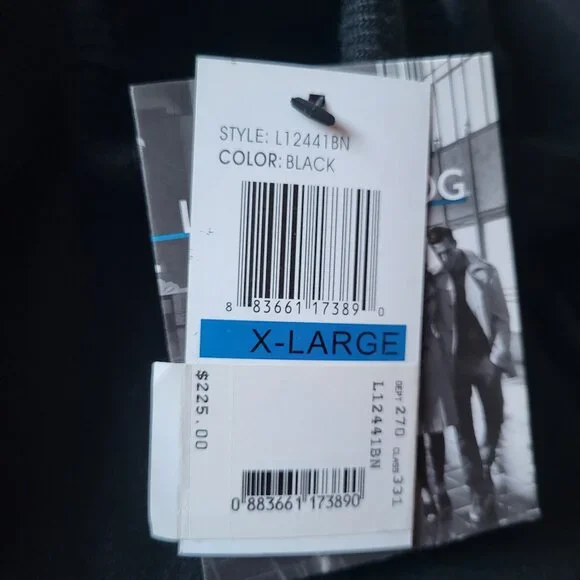 STYLE: L12441BN
COLOR: BLACK
8 83661 17389 0
X-LARGE
$225.00
DEPT 270 CLASS 331
L12441BN
0 883661 173890
OG